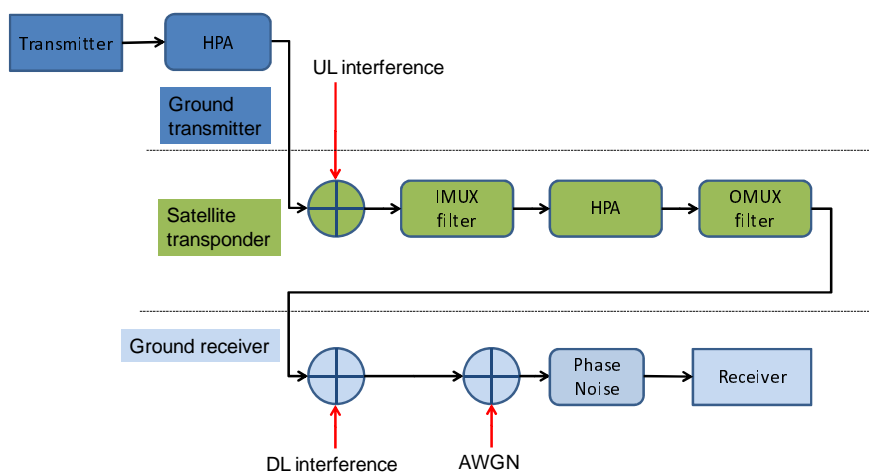 Transmitter
HPA
UL interference
Ground
transmitter
IMUX
filter
HPA
OMUX
filter
Satellite
transponder
Ground receiver
Phase
Noise
Receiver
DL interference
AWGN